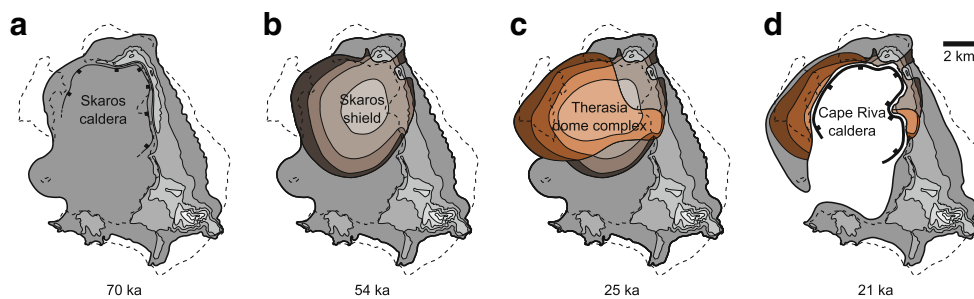 a
b
c
d
2 km
Skaros
caldera
Skaros
shield
Therasia
dome complex
Cape Riva
caldera
70 ka
54 ka
25 ka
21 ka